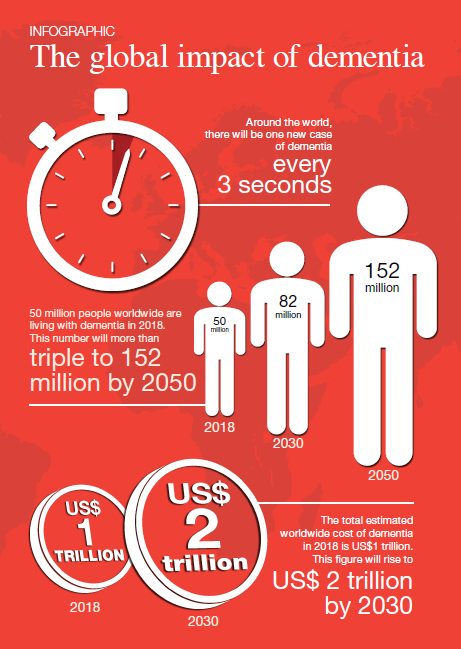 INFOGRAPHIC
The global impact of dementia
Around the world,
there will be one new case
of dementia
every
3 seconds
50 million people worldwide are
living with dementia in 2018.
This number will more than
triple to 152
million by 2050
50
million
2018
82
million
2030
152
million
2050
US$
1
TRILLION
2018
US$
2
trillion
2030
The total estimated
worldwide cost of dementia
in 2018 is US$1 trillion.
This figure will rise to
US$ 2 trillion
by 2030